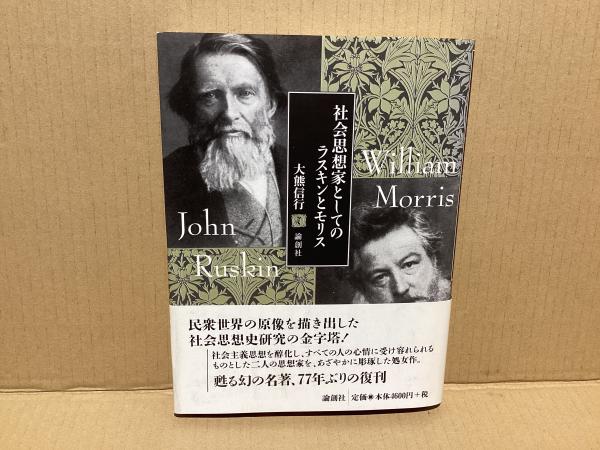 社会思想家としての
ラスキンとモリス
大熊信行
論創社
John
Ruskin
William
Morris
民衆世界の原像を描き出した
社会思想史研究の金字塔!
社会主義思想を醇化し、すべての人の心情に受け容れられる
ものとした二人の思想家を、あざやかに彫琢した処女作。
甦る幻の名著、77年ぶりの復刊
論創社 定価●本体4600円+税